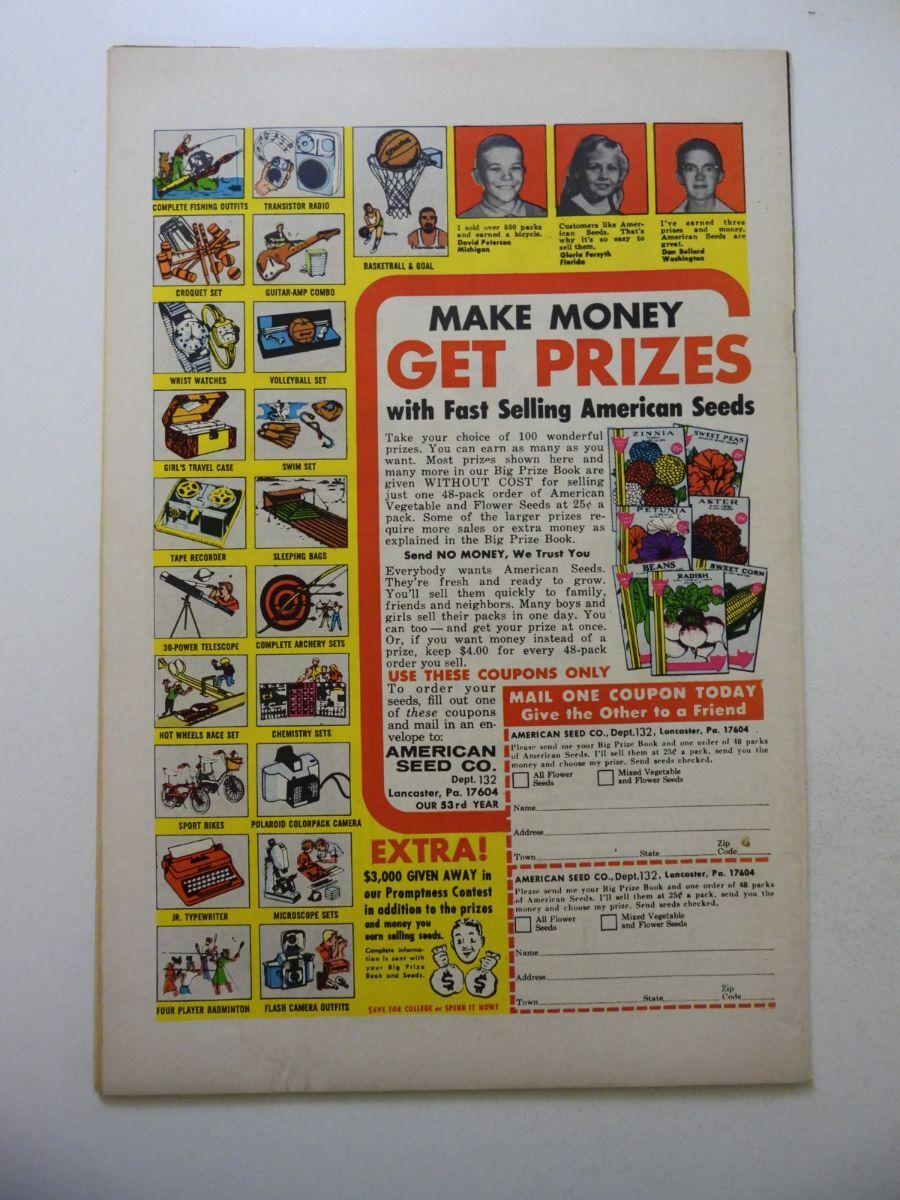 COMPLETE FISHING OUTFITS
TRANSISTOR RADIO
SPALDING
Barry
BASKETBALL & GOAL
I sold over 500 packs
and earned a bicycle.
David Peterson
Michigan
Customers like Amer-
ican Seeds. That's
why it's so easy to
sell them.
Gloria Forsyth
Florida
I've earned three
prizes and money.
American Seeds are
great.
Dan Bollard
Washington
CROQUET SET
GUITAR-AMP COMBO
WRIST WATCHES
VOLLEYBALL SET
GIRL'S TRAVEL CASE
SWIM SET
TAPE RECORDER
SLEEPING BAGS
30-POWER TELESCOPE
COMPLETE ARCHERY SETS
HOT WHEELS RACE SET
CHEMISTRY SETS
SPORT BIKES
POLAROID COLORPACK CAMERA
JR. TYPEWRITER
MICROSCOPE SETS
FOUR PLAYER BADMINTON
FLASH CAMERA OUTFITS
MAKE MONEY
GET PRIZES
with Fast Selling American Seeds
Take your choice of 100 wonderful
prizes. You can earn as many as you
want. Most prizes shown here and
many more in our Big Prize Book are
given WITHOUT COST for selling
just one 48-pack order of American
Vegetable and Flower Seeds at 25¢ a
pack. Some of the larger prizes re-
quire more sales or extra money as
explained in the Big Prize Book.
Send NO MONEY, We Trust You
Everybody wants American Seeds.
They're fresh and ready to grow.
You'll sell them quickly to family,
friends and neighbors. Many boys and
girls sell their packs in one day. You
can too — and get your prize at once.
Or, if you want money instead of a
prize, keep $4.00 for every 48-pack
order you sell.
ZINNIA
SWEET PEAS
PETUNIA
ASTER
BEANS
RADISH
SWEET CORN
USE THESE COUPONS ONLY
To order your
seeds, fill out one
of these coupons
and mail in an en-
velope to:
AMERICAN
SEED CO.
Dept. 132
Lancaster, Pa. 17604
OUR 53rd YEAR
MAIL ONE COUPON TODAY
Give the Other to a Friend
AMERICAN SEED CO., Dept. 132, Lancaster, Pa. 17604
Please send me your Big Prize Book and one order of 48 packs
of American Seeds. I'll sell them at 25¢ a pack, send you the
money and choose my prize. Send seeds checked.
All Flower
Seeds
Mixed Vegetable
and Flower Seeds
Name
Address
Town State Zip Code
AMERICAN SEED CO., Dept. 132, Lancaster, Pa. 17604
Please send me your Big Prize Book and one order of 48 packs
of American Seeds. I'll sell them at 25¢ a pack, send you the
money and choose my prize. Send seeds checked.
All Flower
Seeds
Mixed Vegetable
and Flower Seeds
Name
Address
Town State Zip Code
EXTRA!
$3,000 GIVEN AWAY in
our Promptness Contest
in addition to the prizes
and money you
earn selling seeds.
Complete informa-
tion is sent with
your Big Prize
Book and Seeds.
$ $
SAVE FOR COLLEGE or SPEND IT NOW!